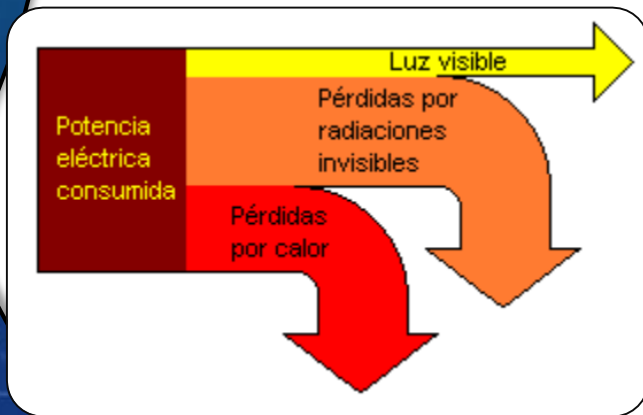 Luz visible
Pérdidas por
radiaciones
invisibles
Potencia
eléctrica
consumida
Pérdidas
por calor